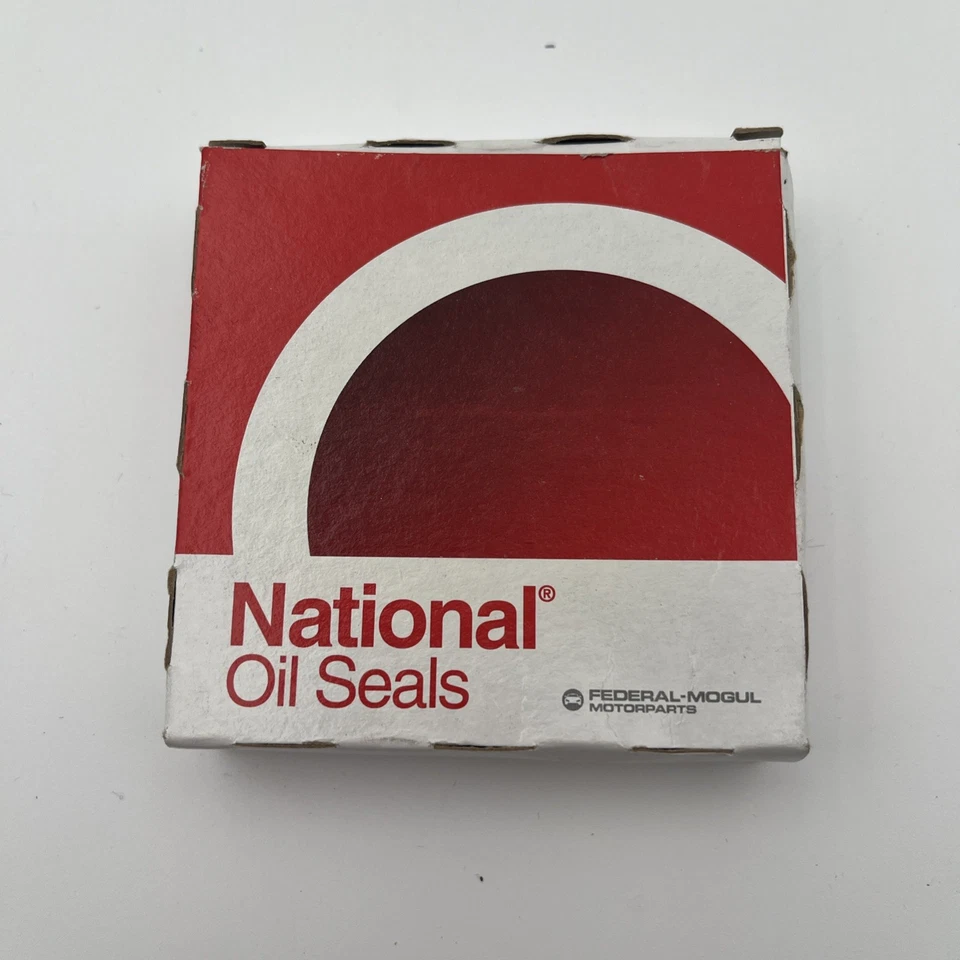 National®
Oil Seals
FEDERAL-MOGUL
MOTORPARTS